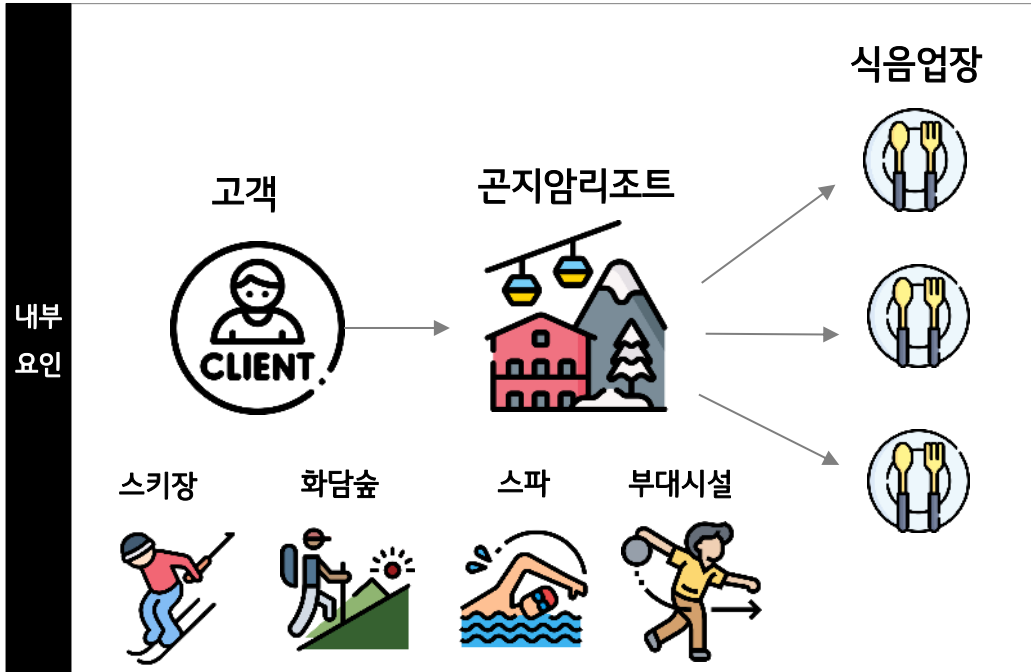 식음업장
고객
곤지암리조트
CLIENT
내부
요인
스키장
화담숲
스파
부대시설